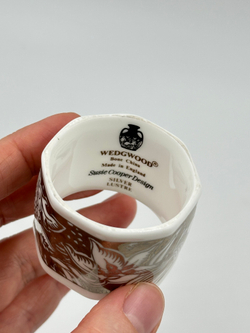 WEDGWOOD®
Bone China
Made in England
Susie Cooper Design
SILVER
LUSTRE